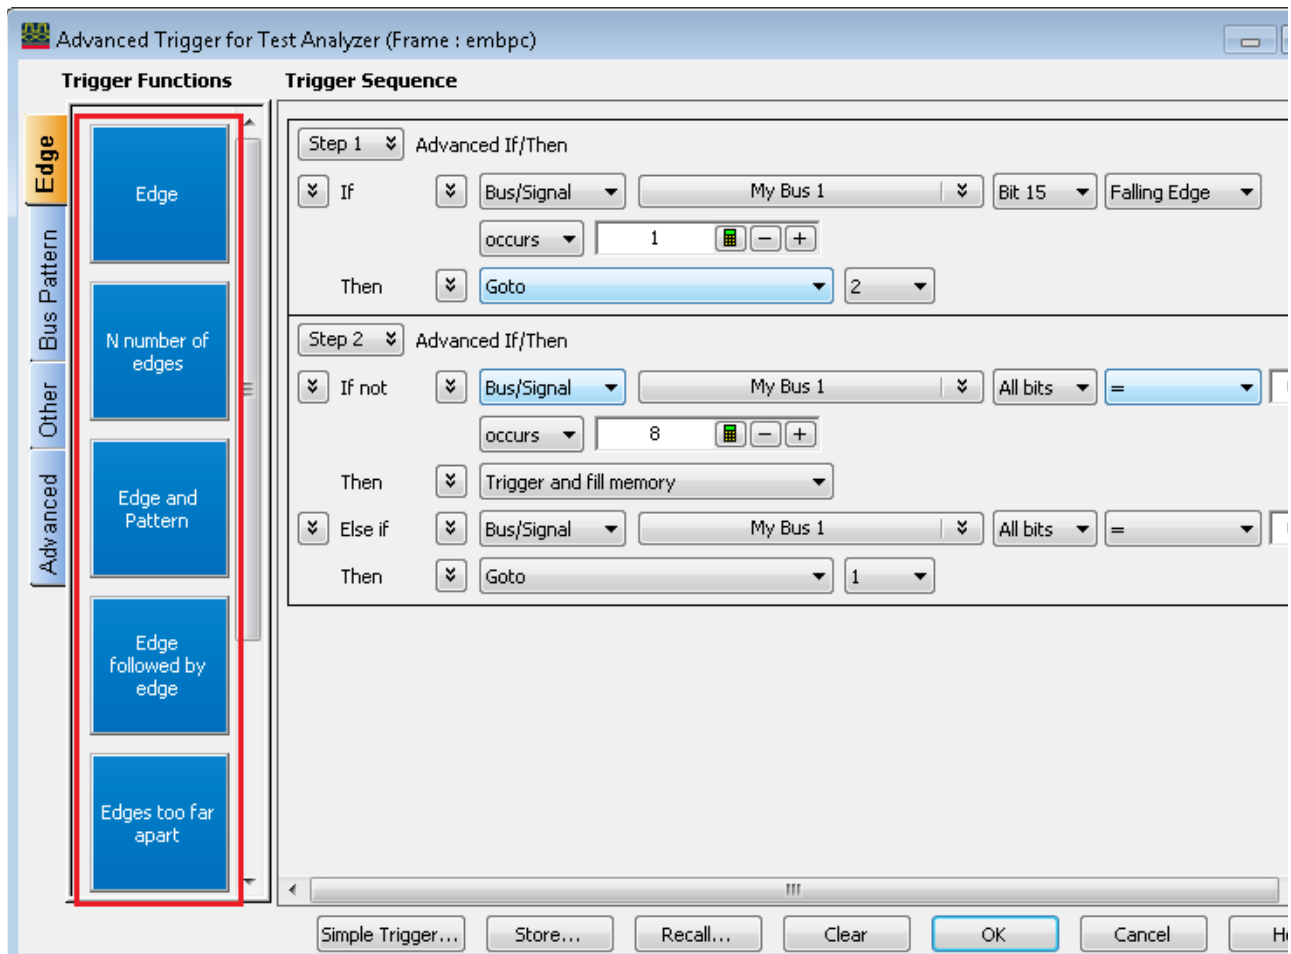 Advanced Trigger for Test Analyzer (Frame : embpc)
Trigger Functions
Trigger Sequence
Edge
Bus Pattern
Other
Advanced
Edge
N number of
edges
Edge and
Pattern
Edge
followed by
edge
Edges too far
apart
Step 1 Advanced If/Then
If Bus/Signal My Bus 1 Bit 15 Falling Edge
occurs 1 − +
Then Goto 2
Step 2 Advanced If/Then
If not Bus/Signal My Bus 1 All bits =
occurs 8 − +
Then Trigger and fill memory
Else if Bus/Signal My Bus 1 All bits =
Then Goto 1
Simple Trigger... Store... Recall... Clear OK Cancel